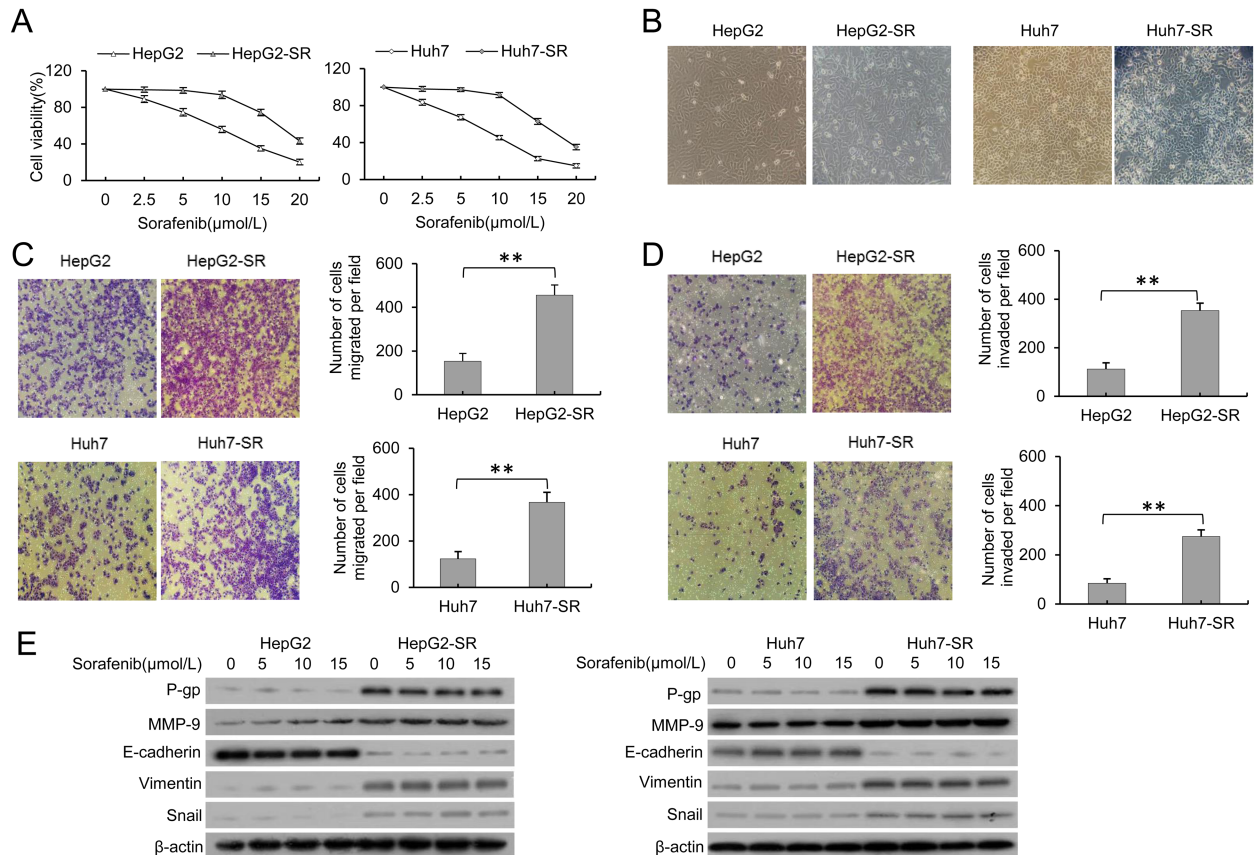 A
HepG2 HepG2-SR
Huh7 Huh7-SR
Cell viability(%)
120
80
40
0
0 2.5 5 10 15 20
Sorafenib(μmol/L)
120
80
40
0
0 2.5 5 10 15 20
Sorafenib(μmol/L)
B
HepG2 HepG2-SR Huh7 Huh7-SR
C
HepG2 HepG2-SR
Number of cells
migrated per field
600
400
200
0
**
HepG2 HepG2-SR
Huh7 Huh7-SR
Number of cells
migrated per field
600
400
200
0
**
Huh7 Huh7-SR
D
HepG2 HepG2-SR
Number of cells
invaded per field
600
400
200
0
**
HepG2 HepG2-SR
Huh7 Huh7-SR
Number of cells
invaded per field
600
400
200
0
**
Huh7 Huh7-SR
E
HepG2 HepG2-SR
Sorafenib(μmol/L) 0 5 10 15 0 5 10 15
P-gp
MMP-9
E-cadherin
Vimentin
Snail
β-actin
Huh7 Huh7-SR
Sorafenib(μmol/L) 0 5 10 15 0 5 10 15
P-gp
MMP-9
E-cadherin
Vimentin
Snail
β-actin